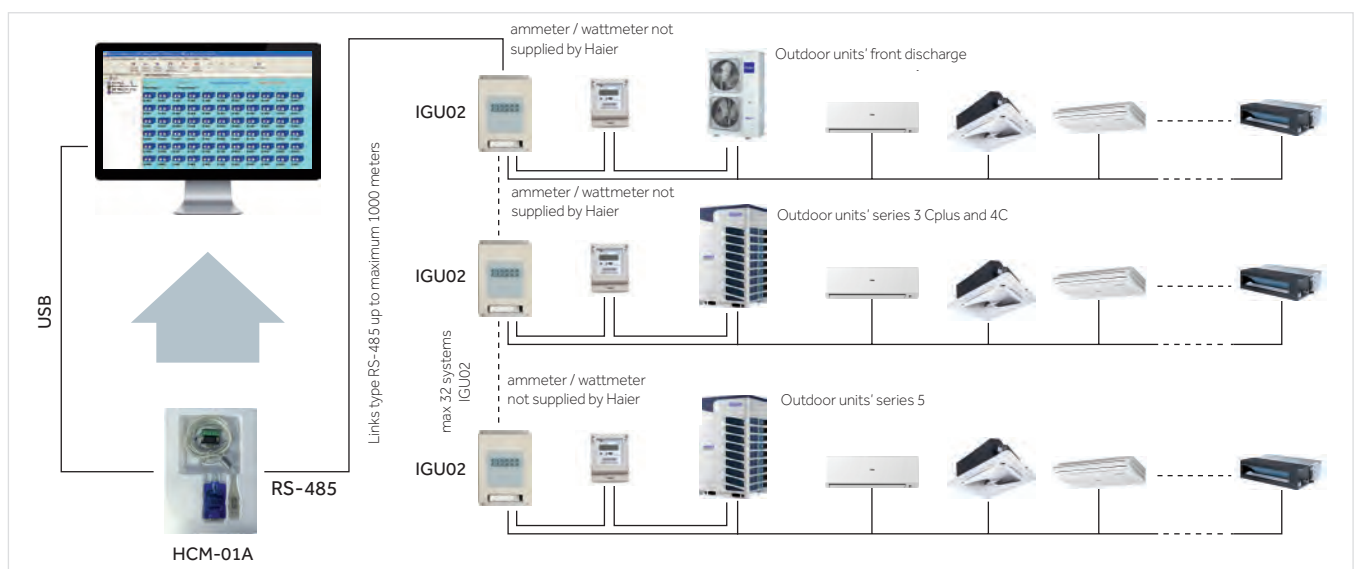 ammeter / wattmeter not
supplied by Haier
Outdoor units' front discharge
IGU02
ammeter / wattmeter not
supplied by Haier
Outdoor units' series 3 Cplus and 4C
IGU02
USB
Links type RS-485 up to maximum 1000 meters
max 32 systems
IGU02
ammeter / wattmeter
not supplied by Haier
Outdoor units' series 5
IGU02
RS-485
HCM-01A